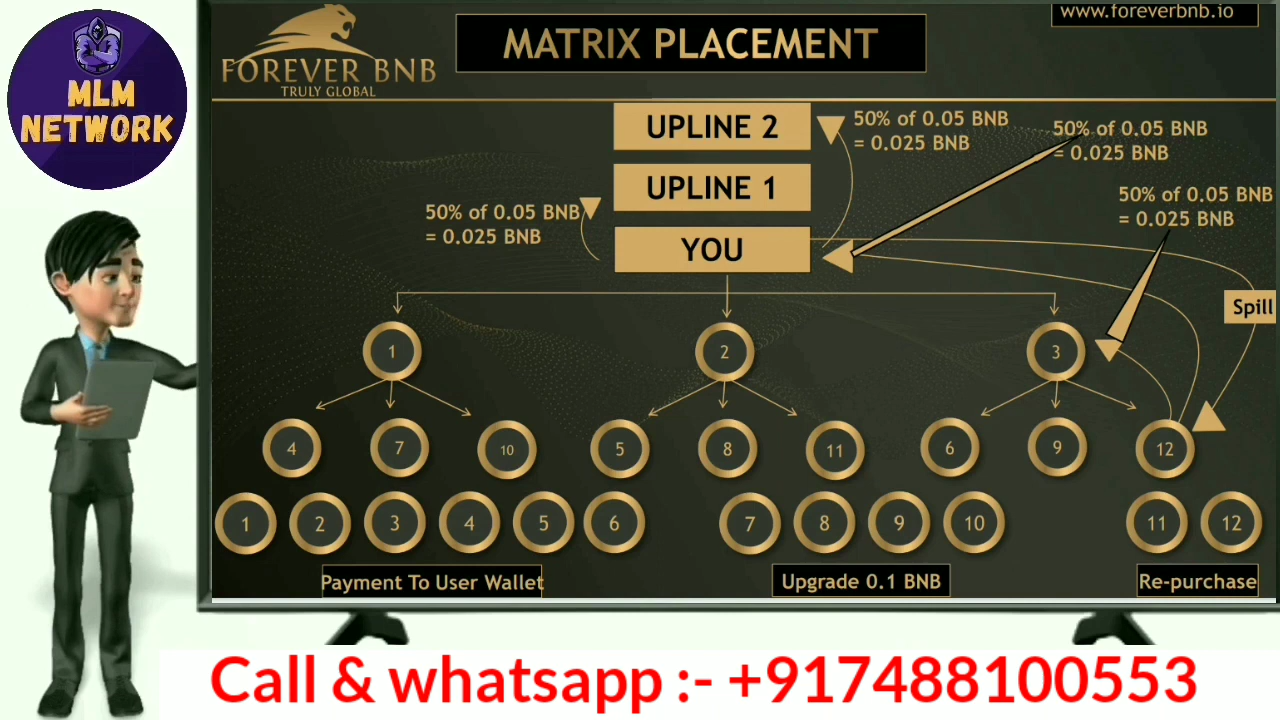 MLM
NETWORK
FOREVER BNB
TRULY GLOBAL
MATRIX PLACEMENT
www.foreverbnb.io
UPLINE 2
50% of 0.05 BNB
= 0.025 BNB
50% of 0.05 BNB
= 0.025 BNB
UPLINE 1
50% of 0.05 BNB
= 0.025 BNB
50% of 0.05 BNB
= 0.025 BNB
YOU
Spill
1
2
3
4
7
10
5
8
11
6
9
12
1
2
3
4
5
6
7
8
9
10
11
12
Payment To User Wallet
Upgrade 0.1 BNB
Re-purchase
Call & whatsapp :- +917488100553